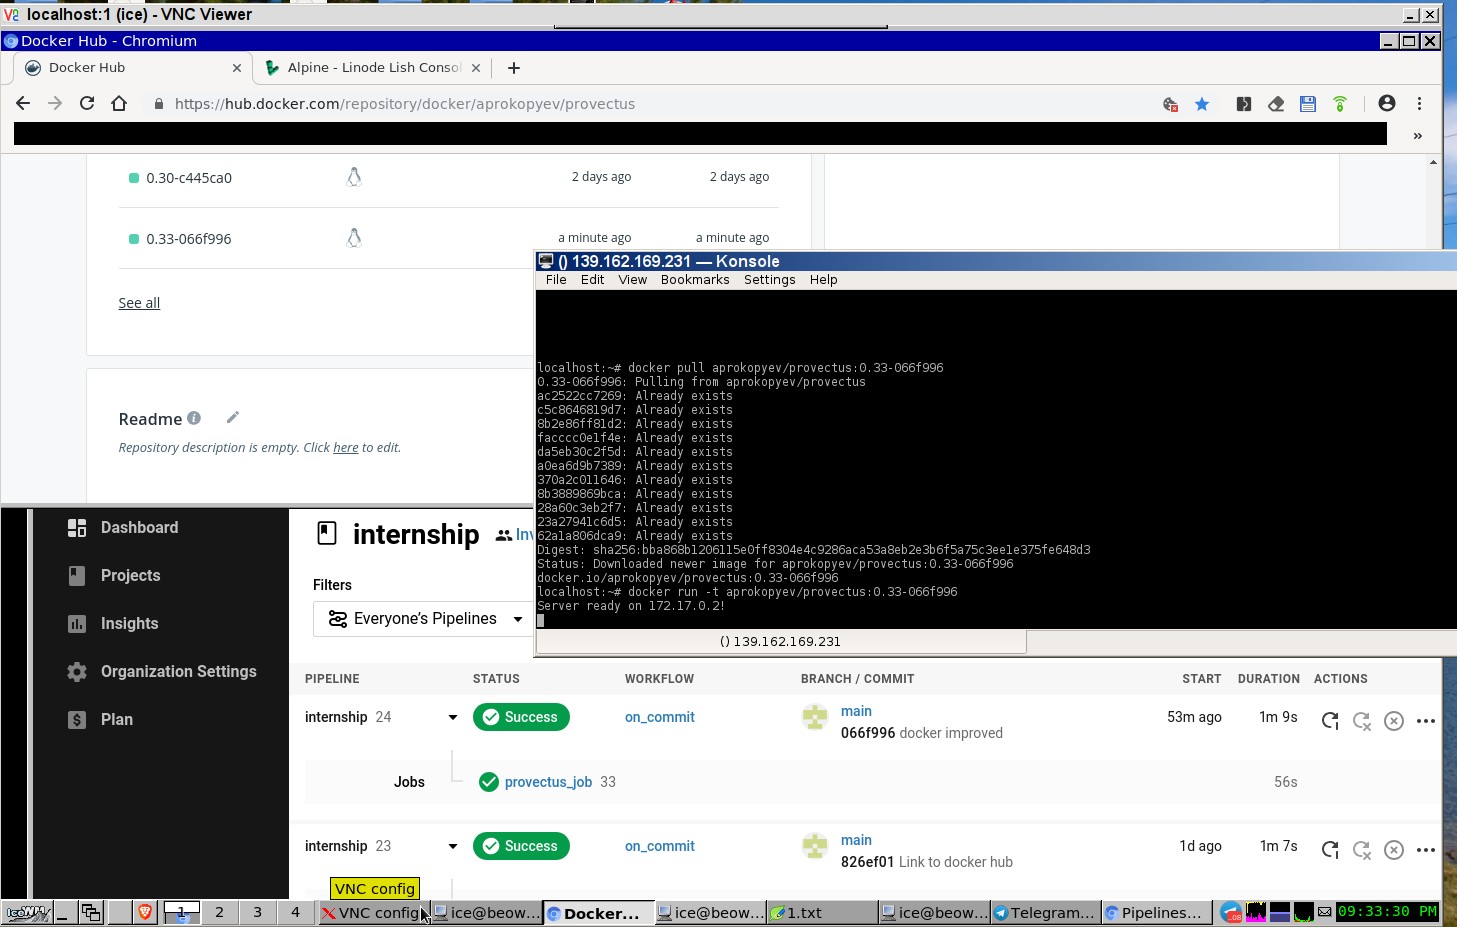 localhost:1 (ice) - VNC Viewer
Docker Hub - Chromium
Docker Hub
Alpine - Linode Lish Conso
https://hub.docker.com/repository/docker/aprokopyev/provectus
0.30-c445ca0 2 days ago 2 days ago
0.33-066f996 a minute ago a minute ago
See all
Readme
Repository description is empty. Click here to edit.
() 139.162.169.231 — Konsole
File Edit View Bookmarks Settings Help
localhost:~# docker pull aprokopyev/provectus:0.33-066f996
0.33-066f996: Pulling from aprokopyev/provectus
ac2522cc7269: Already exists
c5c8646819d7: Already exists
8b2e86ff81d2: Already exists
facccc0e1f4e: Already exists
da5eb30c2f5d: Already exists
a0ea6d9b7389: Already exists
370a2c011646: Already exists
8b3889869bca: Already exists
28a60c3eb2f7: Already exists
23a27941c6d5: Already exists
62a1a806dca9: Already exists
Digest: sha256:bba868b1206115e0ff8304e4c9286aca53a8eb2e3b6f5a75c3ee1e375fe648d3
Status: Downloaded newer image for aprokopyev/provectus:0.33-066f996
docker.io/aprokopyev/provectus:0.33-066f996
localhost:~# docker run -t aprokopyev/provectus:0.33-066f996
Server ready on 172.17.0.2!
() 139.162.169.231
Dashboard
Projects
Insights
Organization Settings
Plan
internship
Inv
Filters
Everyone's Pipelines
PIPELINE STATUS WORKFLOW BRANCH / COMMIT START DURATION ACTIONS
internship 24 Success on_commit main 53m ago 1m 9s
066f996 docker improved
Jobs provectus_job 33 56s
internship 23 Success on_commit main 1d ago 1m 7s
826ef01 Link to docker hub
VNC config
IceWM 1 2 3 4 VNC config ice@beow... Docker... ice@beow... 1.txt ice@beow... Telegram... Pipelines... 09:33:30 PM